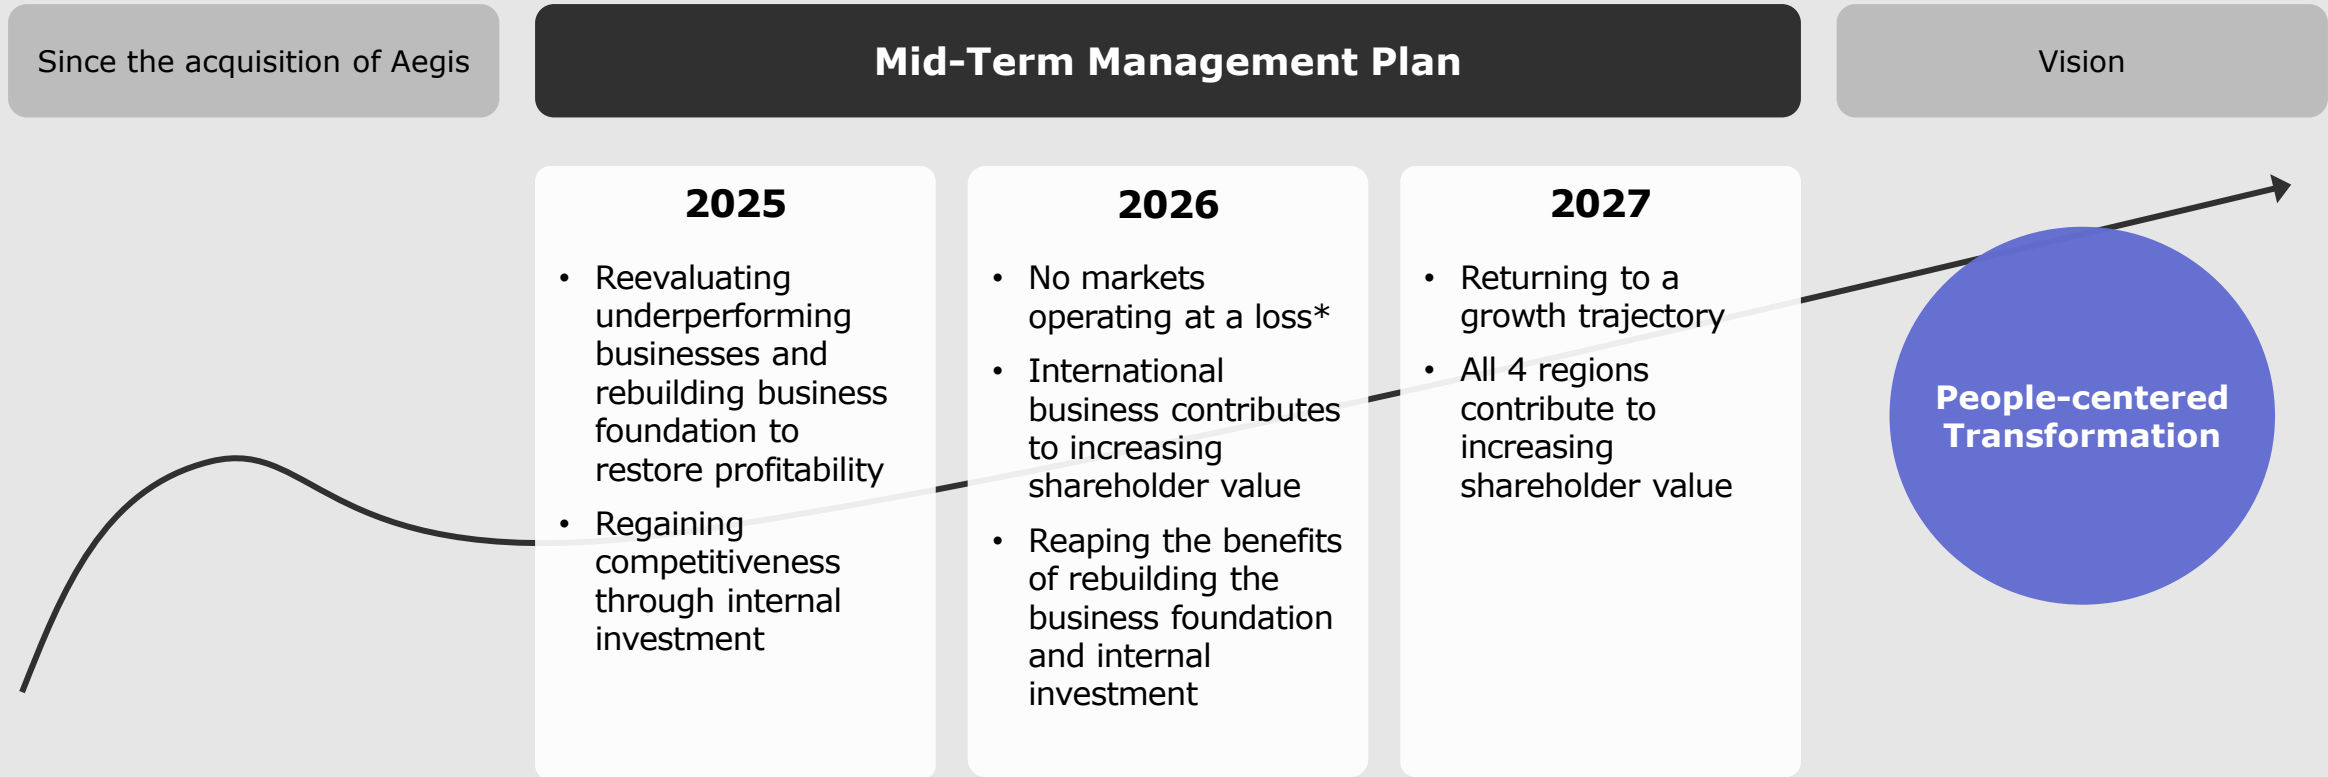 Since the acquisition of Aegis
Mid-Term Management Plan
Vision
2025
• Reevaluating
underperforming
businesses and
rebuilding business
foundation to
restore profitability
• Regaining
competitiveness
through internal
investment
2026
• No markets
operating at a loss*
• International
business contributes
to increasing
shareholder value
• Reaping the benefits
of rebuilding the
business foundation
and internal
investment
2027
• Returning to a
growth trajectory
• All 4 regions
contribute to
increasing
shareholder value
People-centered
Transformation